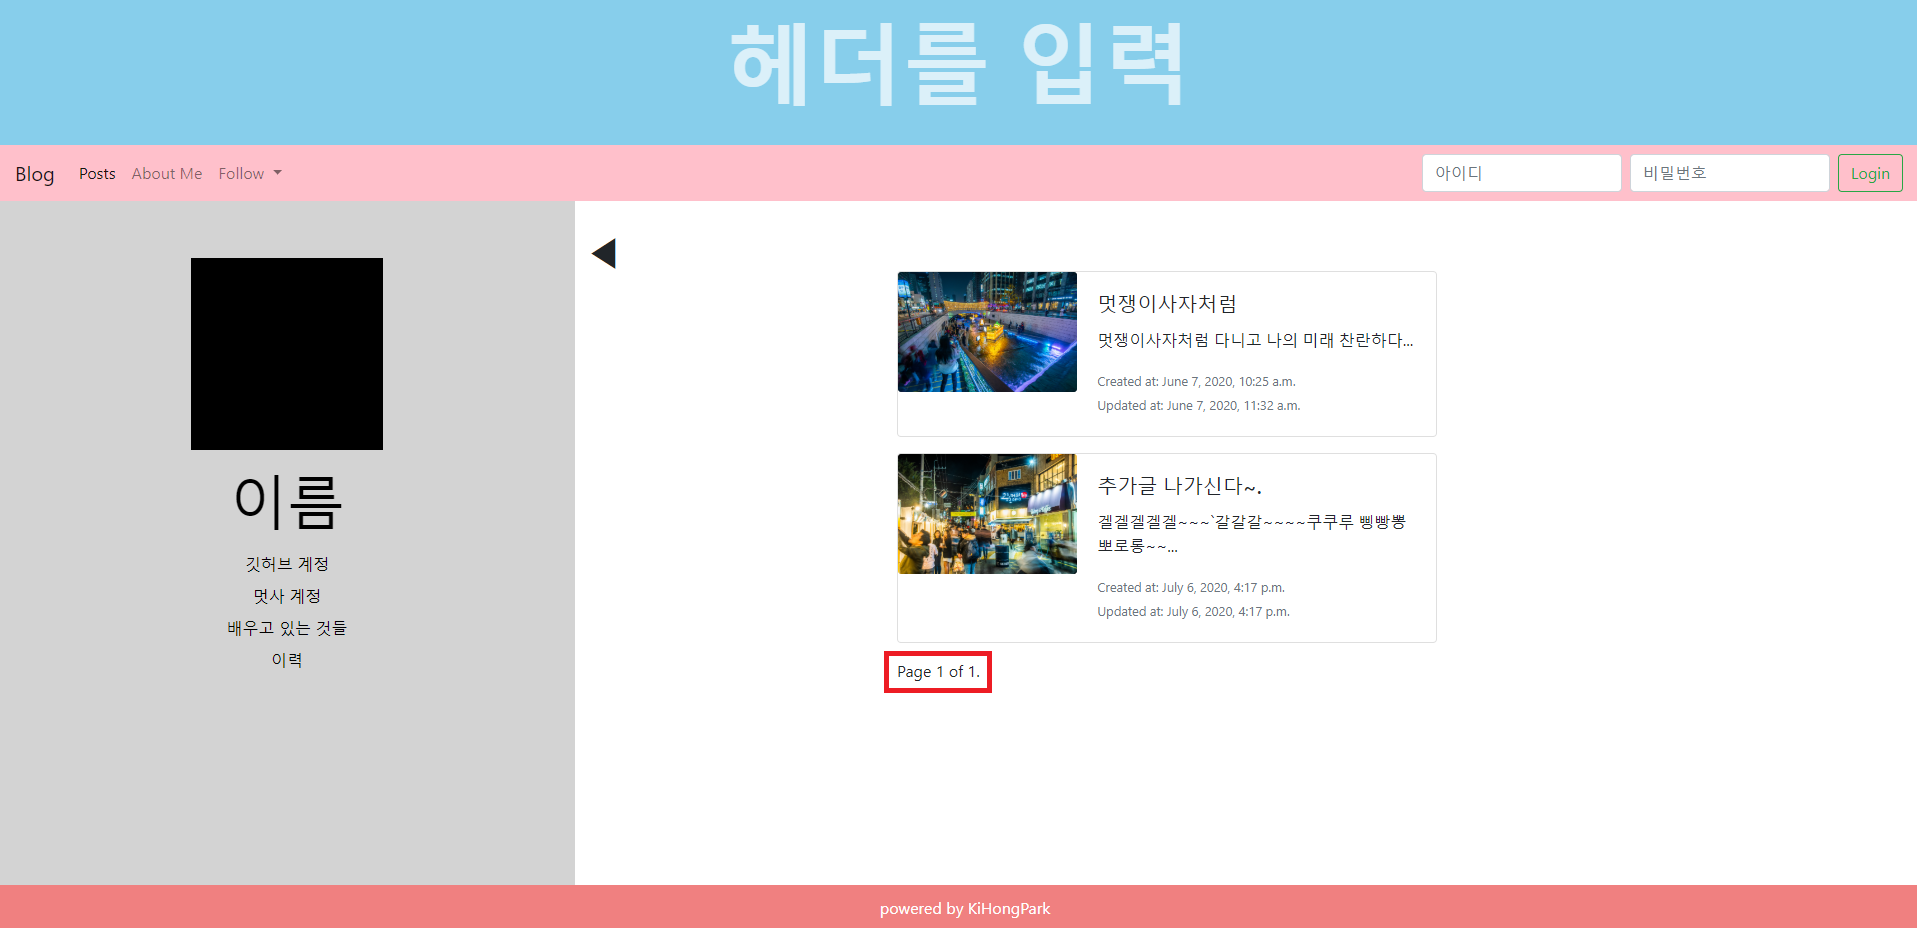 헤더를 입력
Blog Posts About Me Follow 아이디 비밀번호 Login
이름
깃허브 계정
멋사 계정
배우고 있는 것들
이력
멋쟁이사자처럼
멋쟁이사자처럼 다니고 나의 미래 찬란하다...
Created at: June 7, 2020, 10:25 a.m.
Updated at: June 7, 2020, 11:32 a.m.
추가글 나가신다~.
겔겔겔겔겔~~~`갈갈갈~~~~쿠쿠루 삥빵뽕
뽀로롱~~...
Created at: July 6, 2020, 4:17 p.m.
Updated at: July 6, 2020, 4:17 p.m.
Page 1 of 1.
powered by KiHongPark